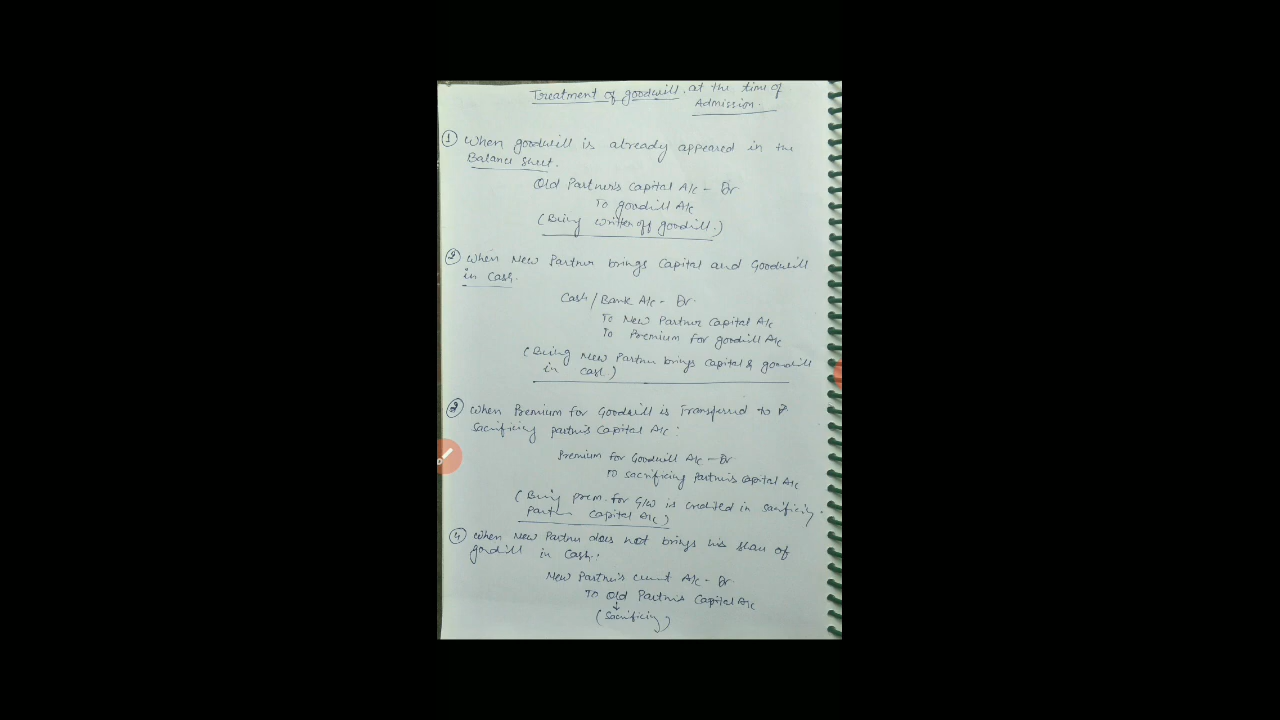 Treatment of goodwill at the time of
Admission.
① When goodwill is already appeared in the
Balance Sheet.
Old Partner's Capital A/c - Dr
To goodwill A/c
(Being written off goodwill.)
② When New Partner brings Capital and Goodwill
in Cash.
Cash/Bank A/c - Dr.
To New Partner Capital A/c
To Premium for goodwill A/c
(Being New Partner brings capital & goodwill
in cash.)
③ When Premium for Goodwill is Transferred to
sacrificing partner's Capital A/c:
Premium for Goodwill A/c - Dr
To sacrificing Partner's Capital A/c
(Being prem. for G/w is credited in sacrificing
Partner Capital A/c)
④ When New Partner does not brings his share of
goodwill in Cash:
New Partner's current A/c - Dr.
To Old Partner's Capital A/c
(Sacrificing)